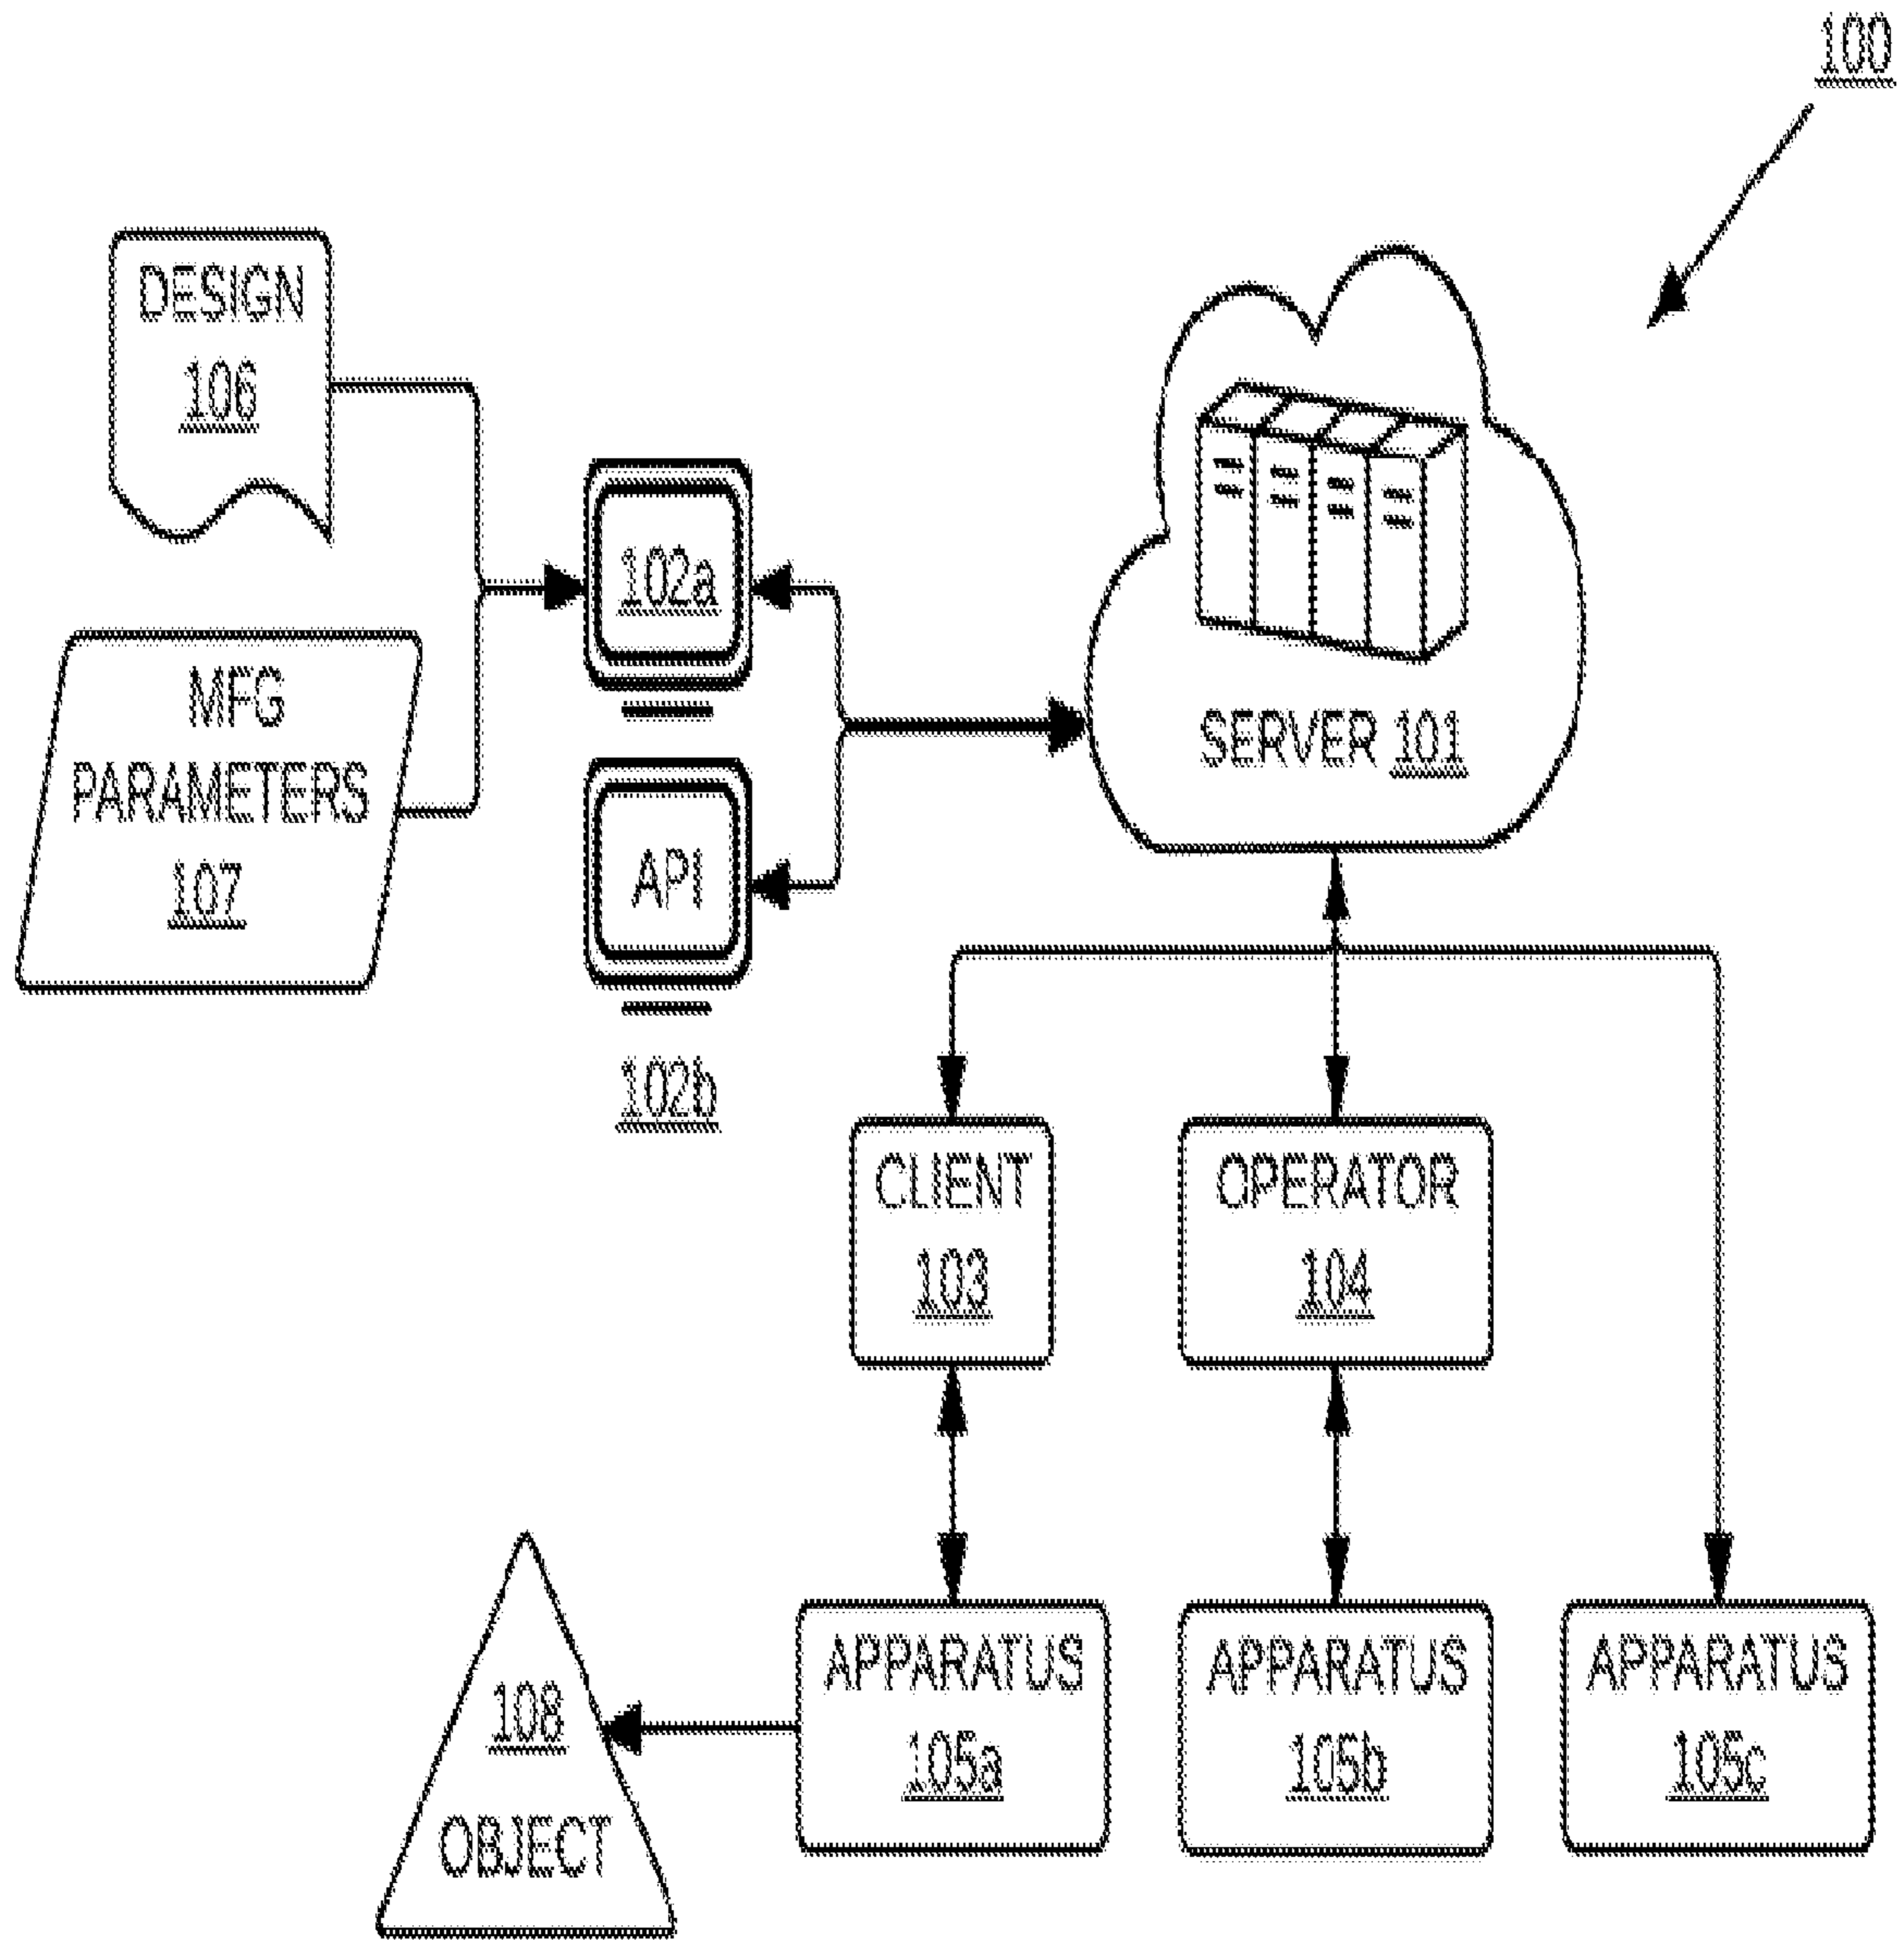 100
DESIGN
106
102a
MFG
PARAMETERS
107
SERVER 101
API
102b
CLIENT
103
OPERATOR
104
108
OBJECT
APPARATUS
105a
APPARATUS
105b
APPARATUS
105c